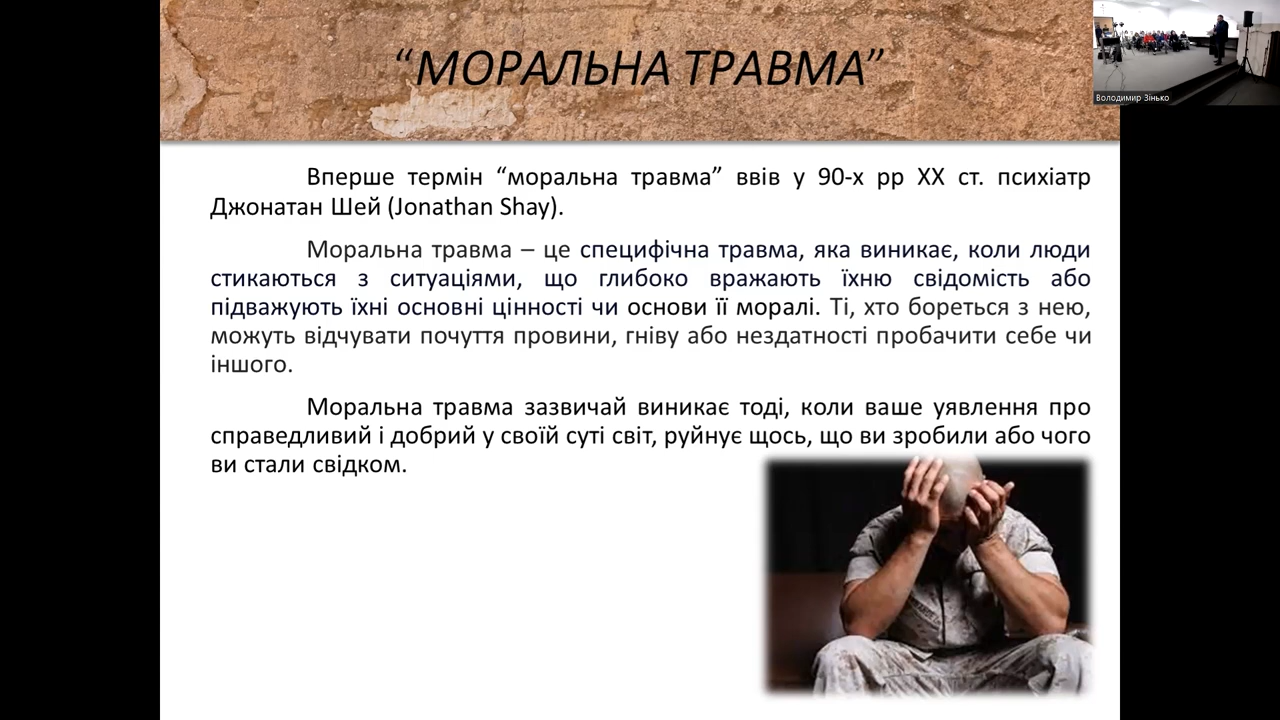 “МОРАЛЬНА ТРАВМА”
Володимир Зінько
Вперше термін “моральна травма” ввів у 90-х рр ХХ ст. психіатр
Джонатан Шей (Jonathan Shay).
Моральна травма – це специфічна травма, яка виникає, коли люди
стикаються з ситуаціями, що глибоко вражають їхню свідомість або
підважують їхні основні цінності чи основи її моралі. Ті, хто бореться з нею,
можуть відчувати почуття провини, гніву або нездатності пробачити себе чи
іншого.
Моральна травма зазвичай виникає тоді, коли ваше уявлення про
справедливий і добрий у своїй суті світ, руйнує щось, що ви зробили або чого
ви стали свідком.